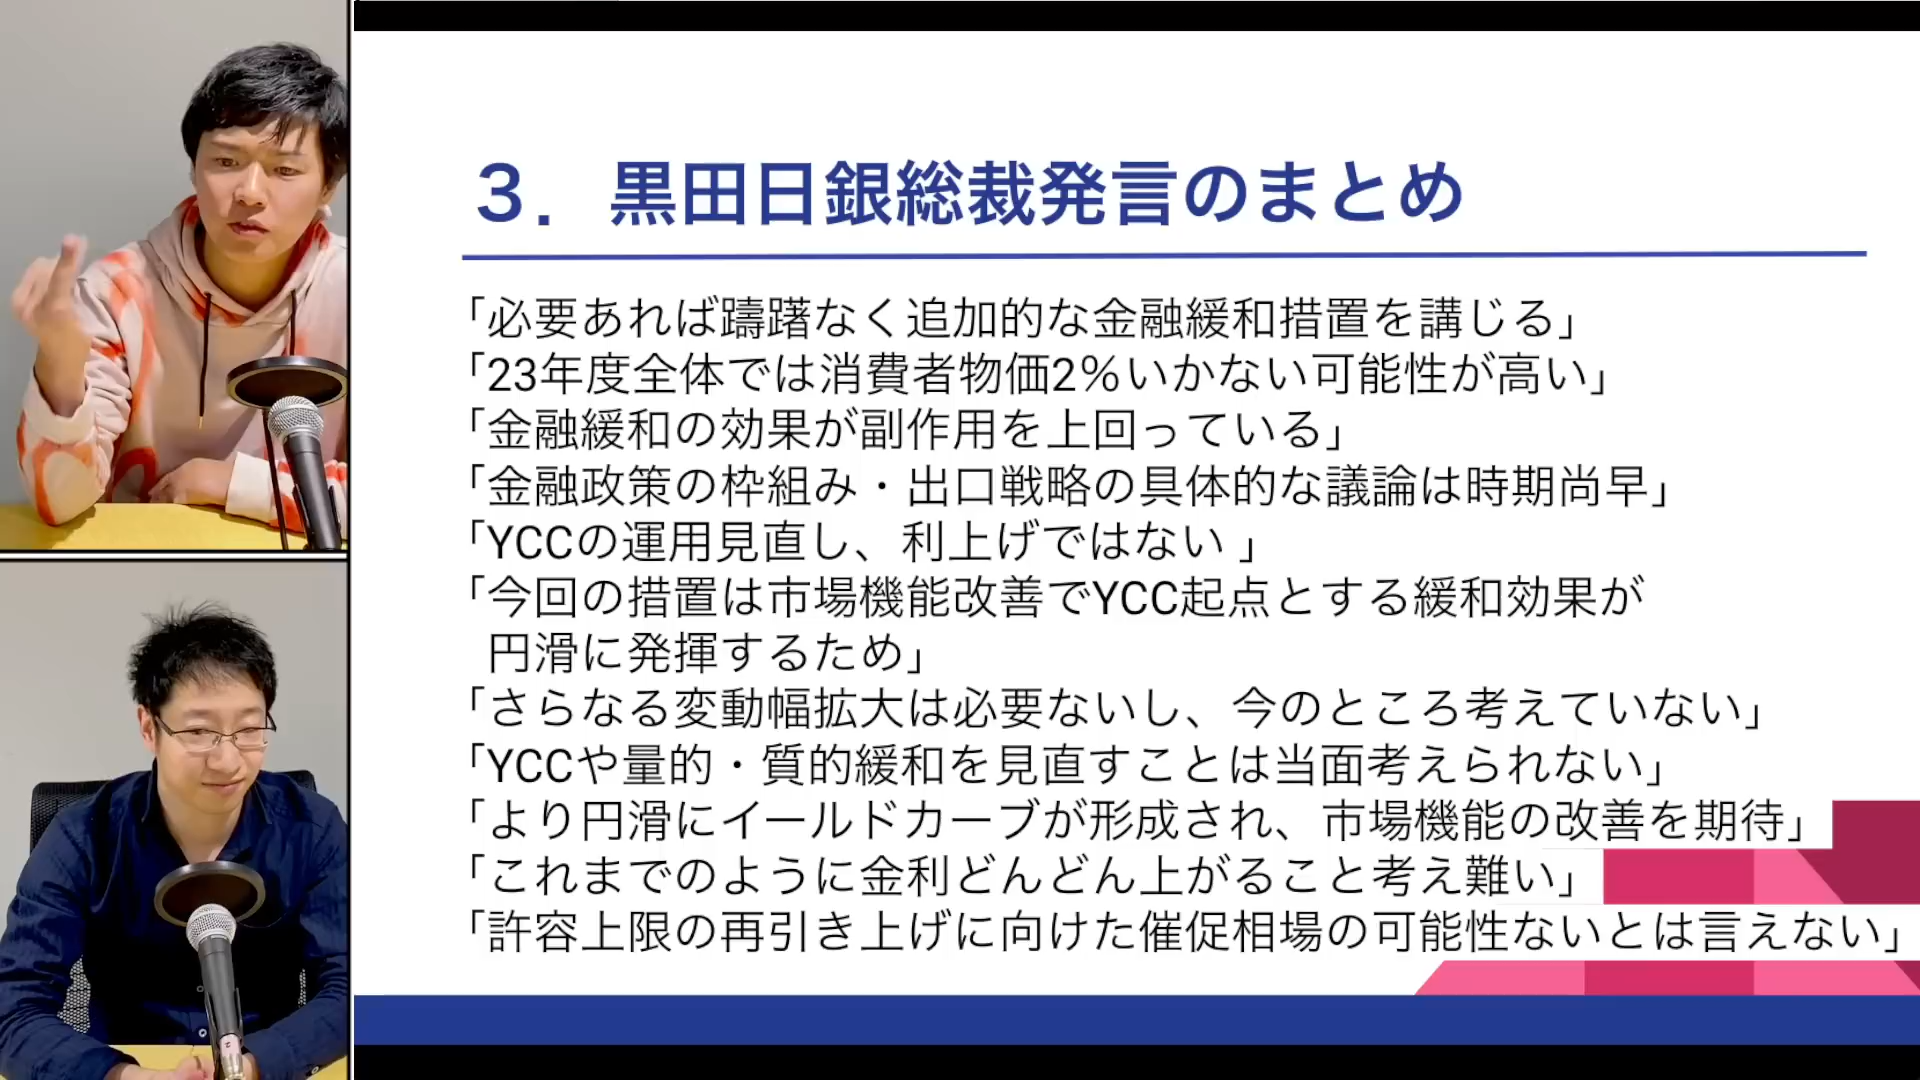 3. 黒田日銀総裁発言のまとめ
「必要あれば躊躇なく追加的な金融緩和措置を講じる」
「23年度全体では消費者物価2%いかない可能性が高い」
「金融緩和の効果が副作用を上回っている」
「金融政策の枠組み・出口戦略の具体的な議論は時期尚早」
「YCCの運用見直し、利上げではない 」
「今回の措置は市場機能改善でYCC起点とする緩和効果が
円滑に発揮するため」
「さらなる変動幅拡大は必要ないし、今のところ考えていない」
「YCCや量的・質的緩和を見直すことは当面考えられない」
「より円滑にイールドカーブが形成され、市場機能の改善を期待」
「これまでのように金利どんどん上がること考え難い」
「許容上限の再引き上げに向けた催促相場の可能性ないとは言えない」